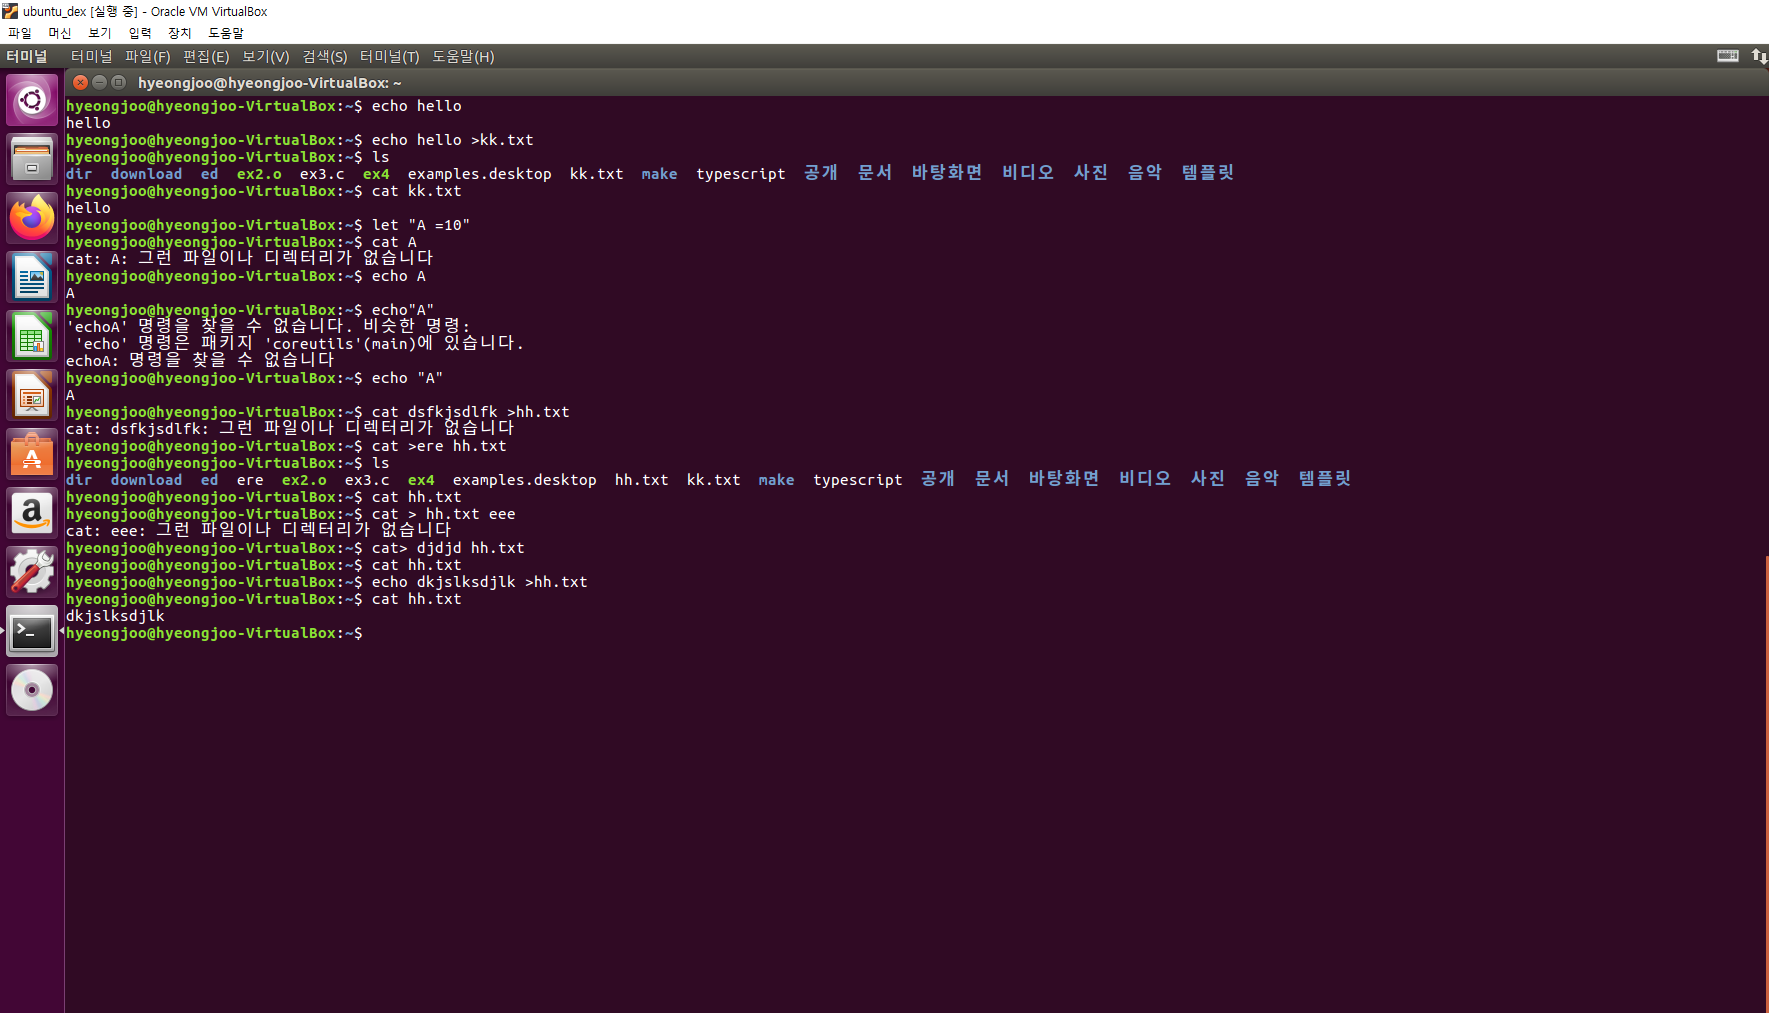 ubuntu_dex [실행 중] - Oracle VM VirtualBox
파일 머신 보기 입력 장치 도움말
터미널 터미널 파일(F) 편집(E) 보기(V) 검색(S) 터미널(T) 도움말(H)
hyeongjoo@hyeongjoo-VirtualBox: ~
hyeongjoo@hyeongjoo-VirtualBox:~$ echo hello
hello
hyeongjoo@hyeongjoo-VirtualBox:~$ echo hello >kk.txt
hyeongjoo@hyeongjoo-VirtualBox:~$ ls
dir download ed ex2.o ex3.c ex4 examples.desktop kk.txt make typescript 공개 문서 바탕화면 비디오 사진 음악 템플릿
hyeongjoo@hyeongjoo-VirtualBox:~$ cat kk.txt
hello
hyeongjoo@hyeongjoo-VirtualBox:~$ let "A =10"
hyeongjoo@hyeongjoo-VirtualBox:~$ cat A
cat: A: 그런 파일이나 디렉터리가 없습니다
hyeongjoo@hyeongjoo-VirtualBox:~$ echo A
A
hyeongjoo@hyeongjoo-VirtualBox:~$ echo"A"
'echoA' 명령을 찾을 수 없습니다. 비슷한 명령:
 'echo' 명령은 패키지 'coreutils'(main)에 있습니다.
echoA: 명령을 찾을 수 없습니다
hyeongjoo@hyeongjoo-VirtualBox:~$ echo "A"
A
hyeongjoo@hyeongjoo-VirtualBox:~$ cat dsfkjsdlfk >hh.txt
cat: dsfkjsdlfk: 그런 파일이나 디렉터리가 없습니다
hyeongjoo@hyeongjoo-VirtualBox:~$ cat >ere hh.txt
hyeongjoo@hyeongjoo-VirtualBox:~$ ls
dir download ed ere ex2.o ex3.c ex4 examples.desktop hh.txt kk.txt make typescript 공개 문서 바탕화면 비디오 사진 음악 템플릿
hyeongjoo@hyeongjoo-VirtualBox:~$ cat hh.txt
hyeongjoo@hyeongjoo-VirtualBox:~$ cat > hh.txt eee
cat: eee: 그런 파일이나 디렉터리가 없습니다
hyeongjoo@hyeongjoo-VirtualBox:~$ cat> djdjd hh.txt
hyeongjoo@hyeongjoo-VirtualBox:~$ cat hh.txt
hyeongjoo@hyeongjoo-VirtualBox:~$ echo dkjslksdjlk >hh.txt
hyeongjoo@hyeongjoo-VirtualBox:~$ cat hh.txt
dkjslksdjlk
hyeongjoo@hyeongjoo-VirtualBox:~$